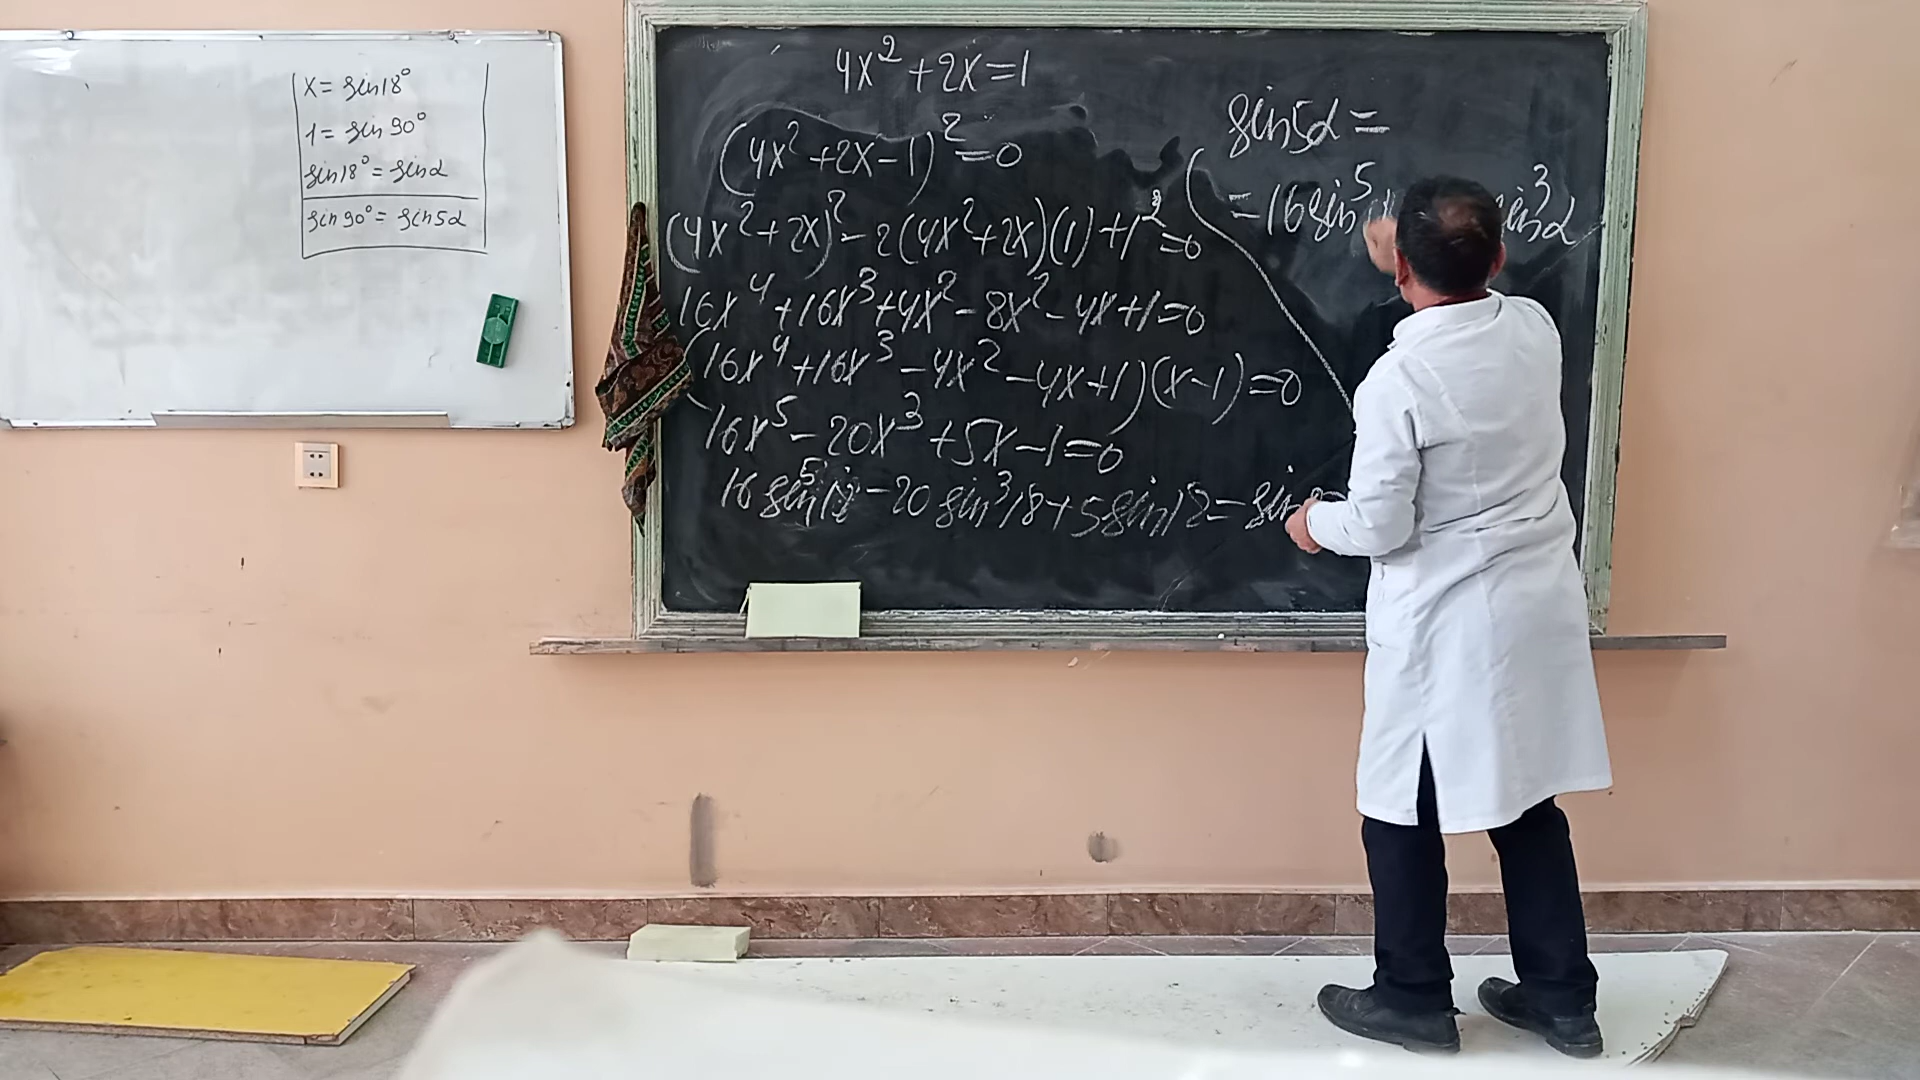 x = sin18°
1 = sin 90°
sin18° = sinα
sin90° = sin5α
4x² + 2x = 1
(4x² + 2x - 1)² = 0
(4x² + 2x)² - 2(4x² + 2x)(1) + 1² = 0
16x⁴ + 16x³ + 4x² - 8x² - 4x + 1 = 0
(16x⁴ + 16x³ - 4x² - 4x + 1)(x - 1) = 0
16x⁵ - 20x³ + 5x - 1 = 0
16 sin⁵18 - 20 sin³18 + 5 sin18 = sin
sin5α =
= 16 sin⁵ sin³α